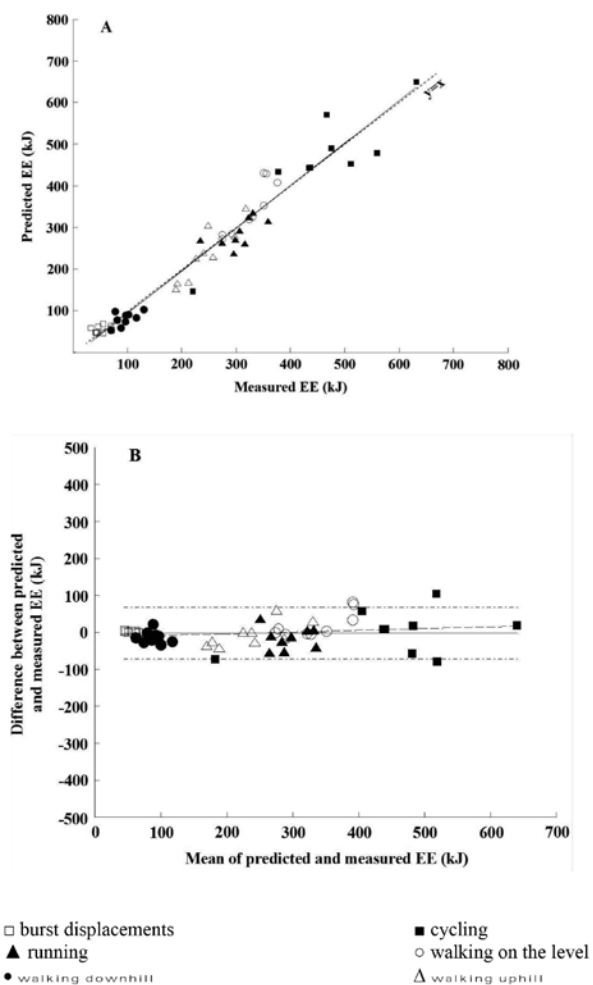 A
800
700
600
500
400
300
200
100
Predicted EE (kJ)
y=x
100 200 300 400 500 600 700 800
Measured EE (kJ)
B
500
400
300
200
100
0
-100
-200
-300
-400
-500
Difference between predicted
and measured EE (kJ)
0 100 200 300 400 500 600 700
Mean of predicted and measured EE (kJ)
□ burst displacements ■ cycling
▲ running ○ walking on the level
● walking downhill △ walking uphill